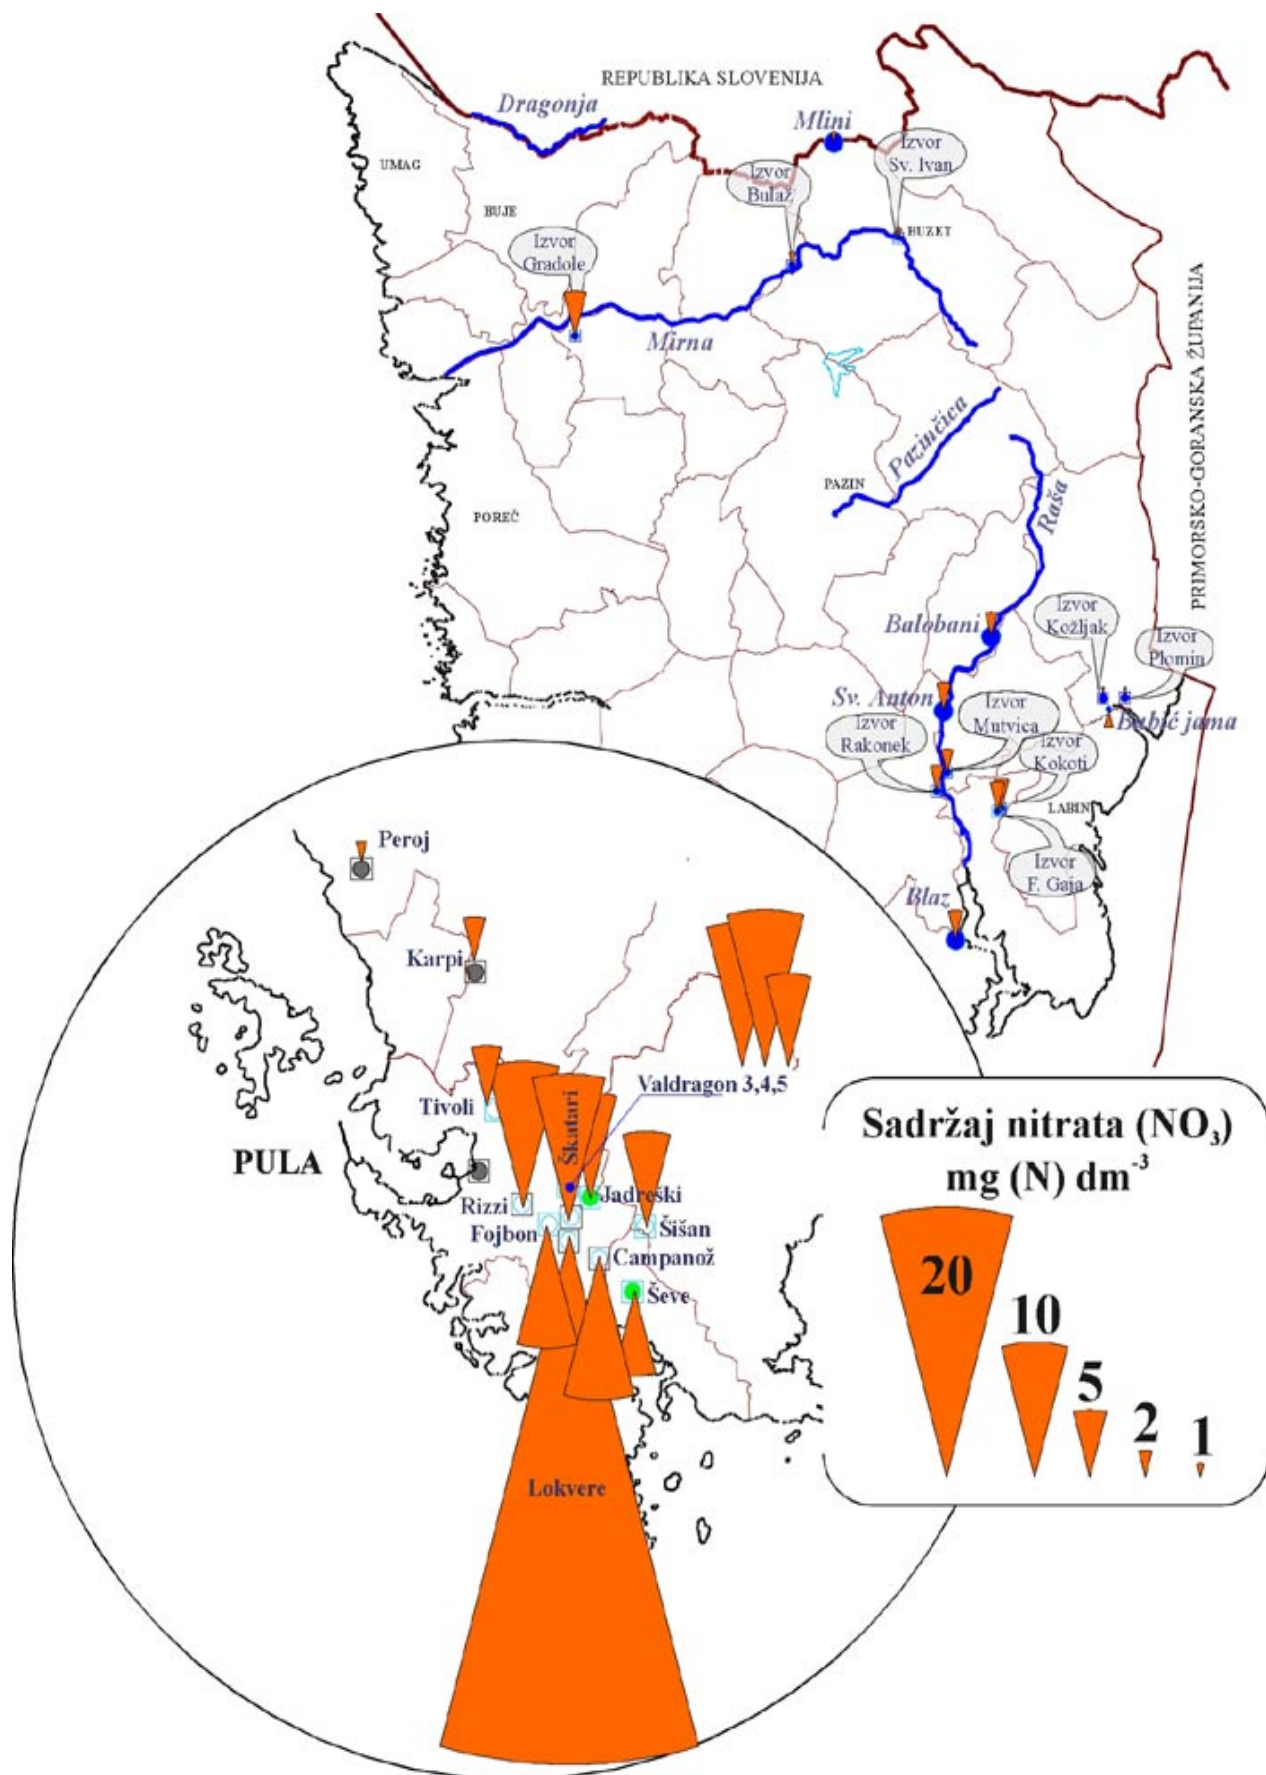 REPUBLIKA SLOVENIJA
Dragonja
Mlini
Izvor
Sv. Ivan
UMAG
Izvor
Bulaž
BUJE
BUZET
Izvor
Gradole
Mirna
PRIMORSKO-GORANSKA ŽUPANIJA
Pazinčica
PAZIN
Raša
POREČ
Izvor
Kožljak
Balobani
Izvor
Plomin
Sv. Anton
Izvor
Mutvica
Bubić jama
Izvor
Rakonek
Izvor
Kokoti
LABIN
Izvor
F. Gaja
Blaz
Peroj
Karpi
Valdragon 3,4,5
Tivoli
Škatari
PULA
Rizzi
Jadreški
Fojbon
Šišan
Campanož
Ševe
Lokvere
Sadržaj nitrata (NO₃)
mg (N) dm⁻³
20
10
5
2
1